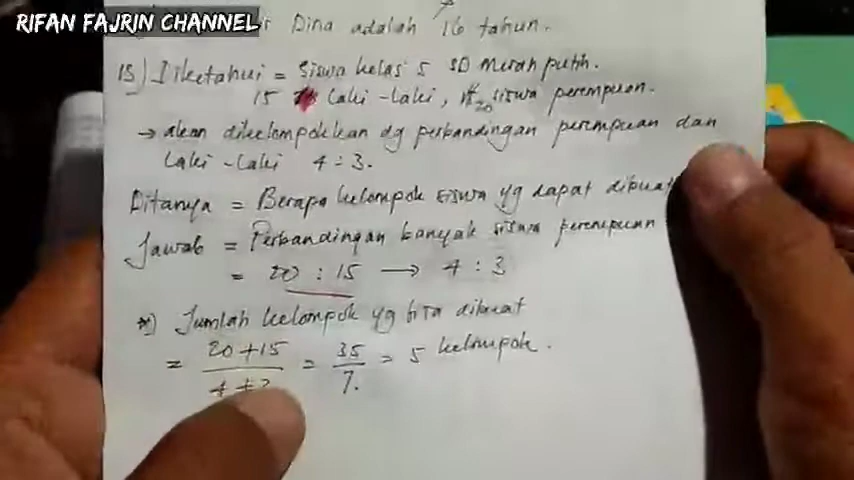 RIFAN FAJRIN CHANNEL
Dina adalah 16 tahun.
15) Diketahui = Siswa kelas 5 SD merah putih.
15 laki-laki, 20 siswa perempuan.
→ akan dikelompokkan dg perbandingan perempuan dan
laki-laki 4:3.
Ditanya = Berapa kelompok siswa yg dapat dibuat
Jawab = Perbandingan banyak siswa perempuan
= 20 : 15 → 4 : 3
*) Jumlah kelompok yg bisa dibuat
= 20+15 / 4+3 = 35 / 7. = 5 kelompok.